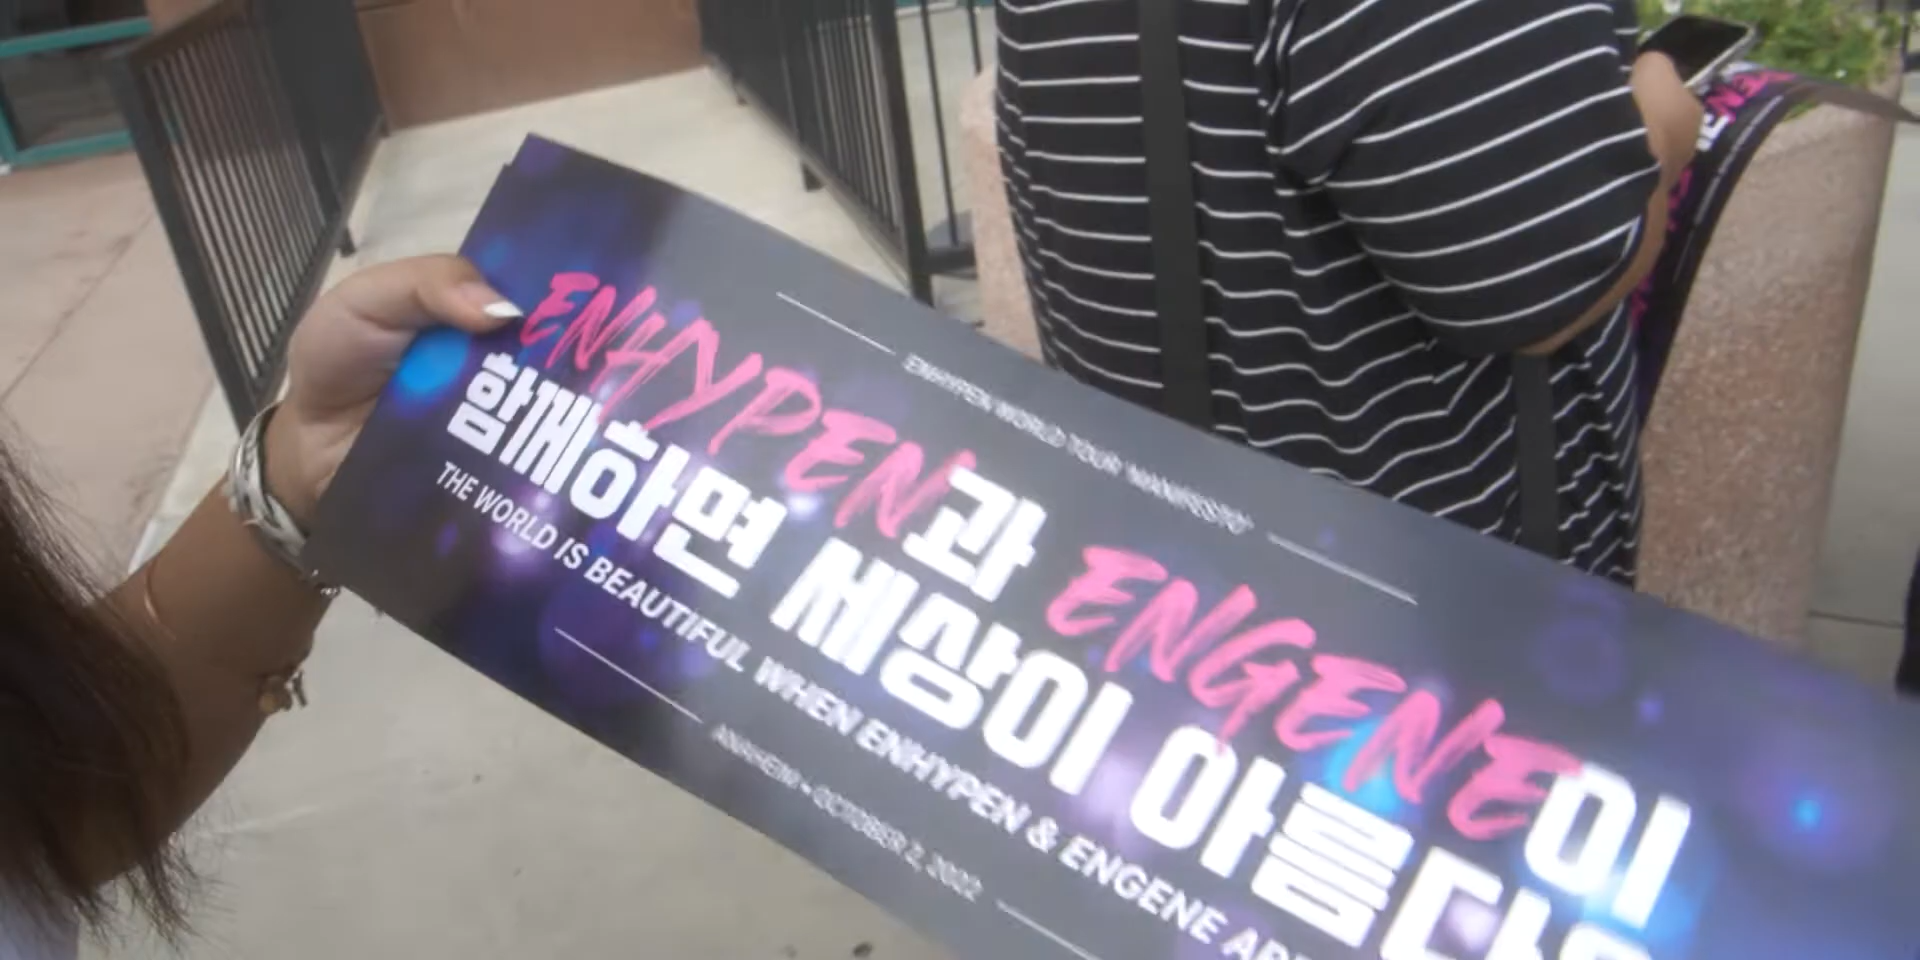 ENHYPEN WORLD TOUR 'MANIFESTO'
ENHYPEN과 ENGENE이
함께하면 세상이 아름다
THE WORLD IS BEAUTIFUL WHEN ENHYPEN & ENGENE ARE
ANAHEIM • OCTOBER 2, 2022